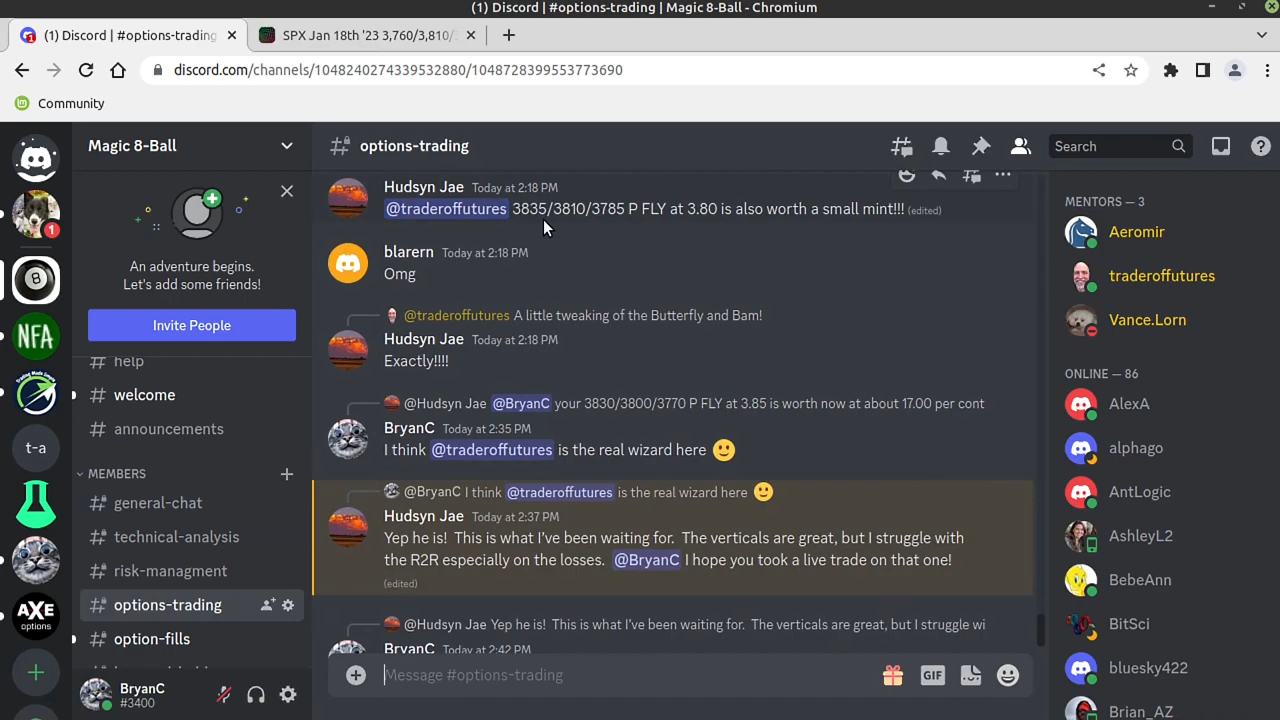 (1) Discord | #options-trading | Magic 8-Ball - Chromium
(1) Discord | #options-trading
SPX Jan 18th '23 3,760/3,810/
discord.com/channels/1048240274339532880/1048728399553773690
Community
Magic 8-Ball
An adventure begins.
Let's add some friends!
Invite People
help
welcome
announcements
MEMBERS
general-chat
technical-analysis
risk-managment
options-trading
option-fills
BryanC
#3400
1
8
NFA
Trading Made Simple
t-a
AXE
options
options-trading
Search
Hudsyn Jae Today at 2:18 PM
@traderoffutures 3835/3810/3785 P FLY at 3.80 is also worth a small mint!!! (edited)
blarern Today at 2:18 PM
Omg
@traderoffutures A little tweaking of the Butterfly and Bam!
Hudsyn Jae Today at 2:18 PM
Exactly!!!!
@Hudsyn Jae @BryanC your 3830/3800/3770 P FLY at 3.85 is worth now at about 17.00 per cont
BryanC Today at 2:35 PM
I think @traderoffutures is the real wizard here
@BryanC I think @traderoffutures is the real wizard here
Hudsyn Jae Today at 2:37 PM
Yep he is! This is what I've been waiting for. The verticals are great, but I struggle with
the R2R especially on the losses. @BryanC I hope you took a live trade on that one!
(edited)
@Hudsyn Jae Yep he is! This is what I've been waiting for. The verticals are great, but I struggle wi
BryanC Today at 2:42 PM
Message #options-trading
GIF
MENTORS — 3
Aeromir
traderoffutures
Vance.Lorn
ONLINE — 86
AlexA
alphago
AntLogic
AshleyL2
BebeAnn
BitSci
bluesky422
Brian_AZ